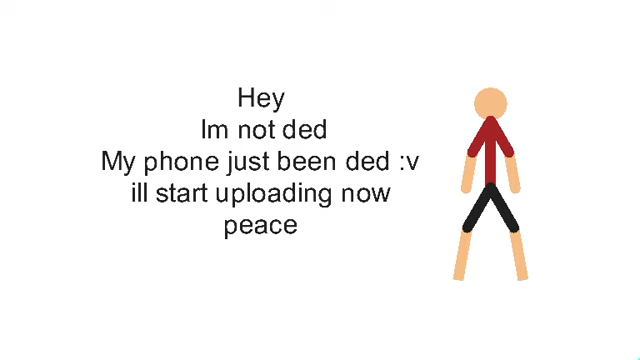 Hey
Im not ded
My phone just been ded :v
ill start uploading now
peace